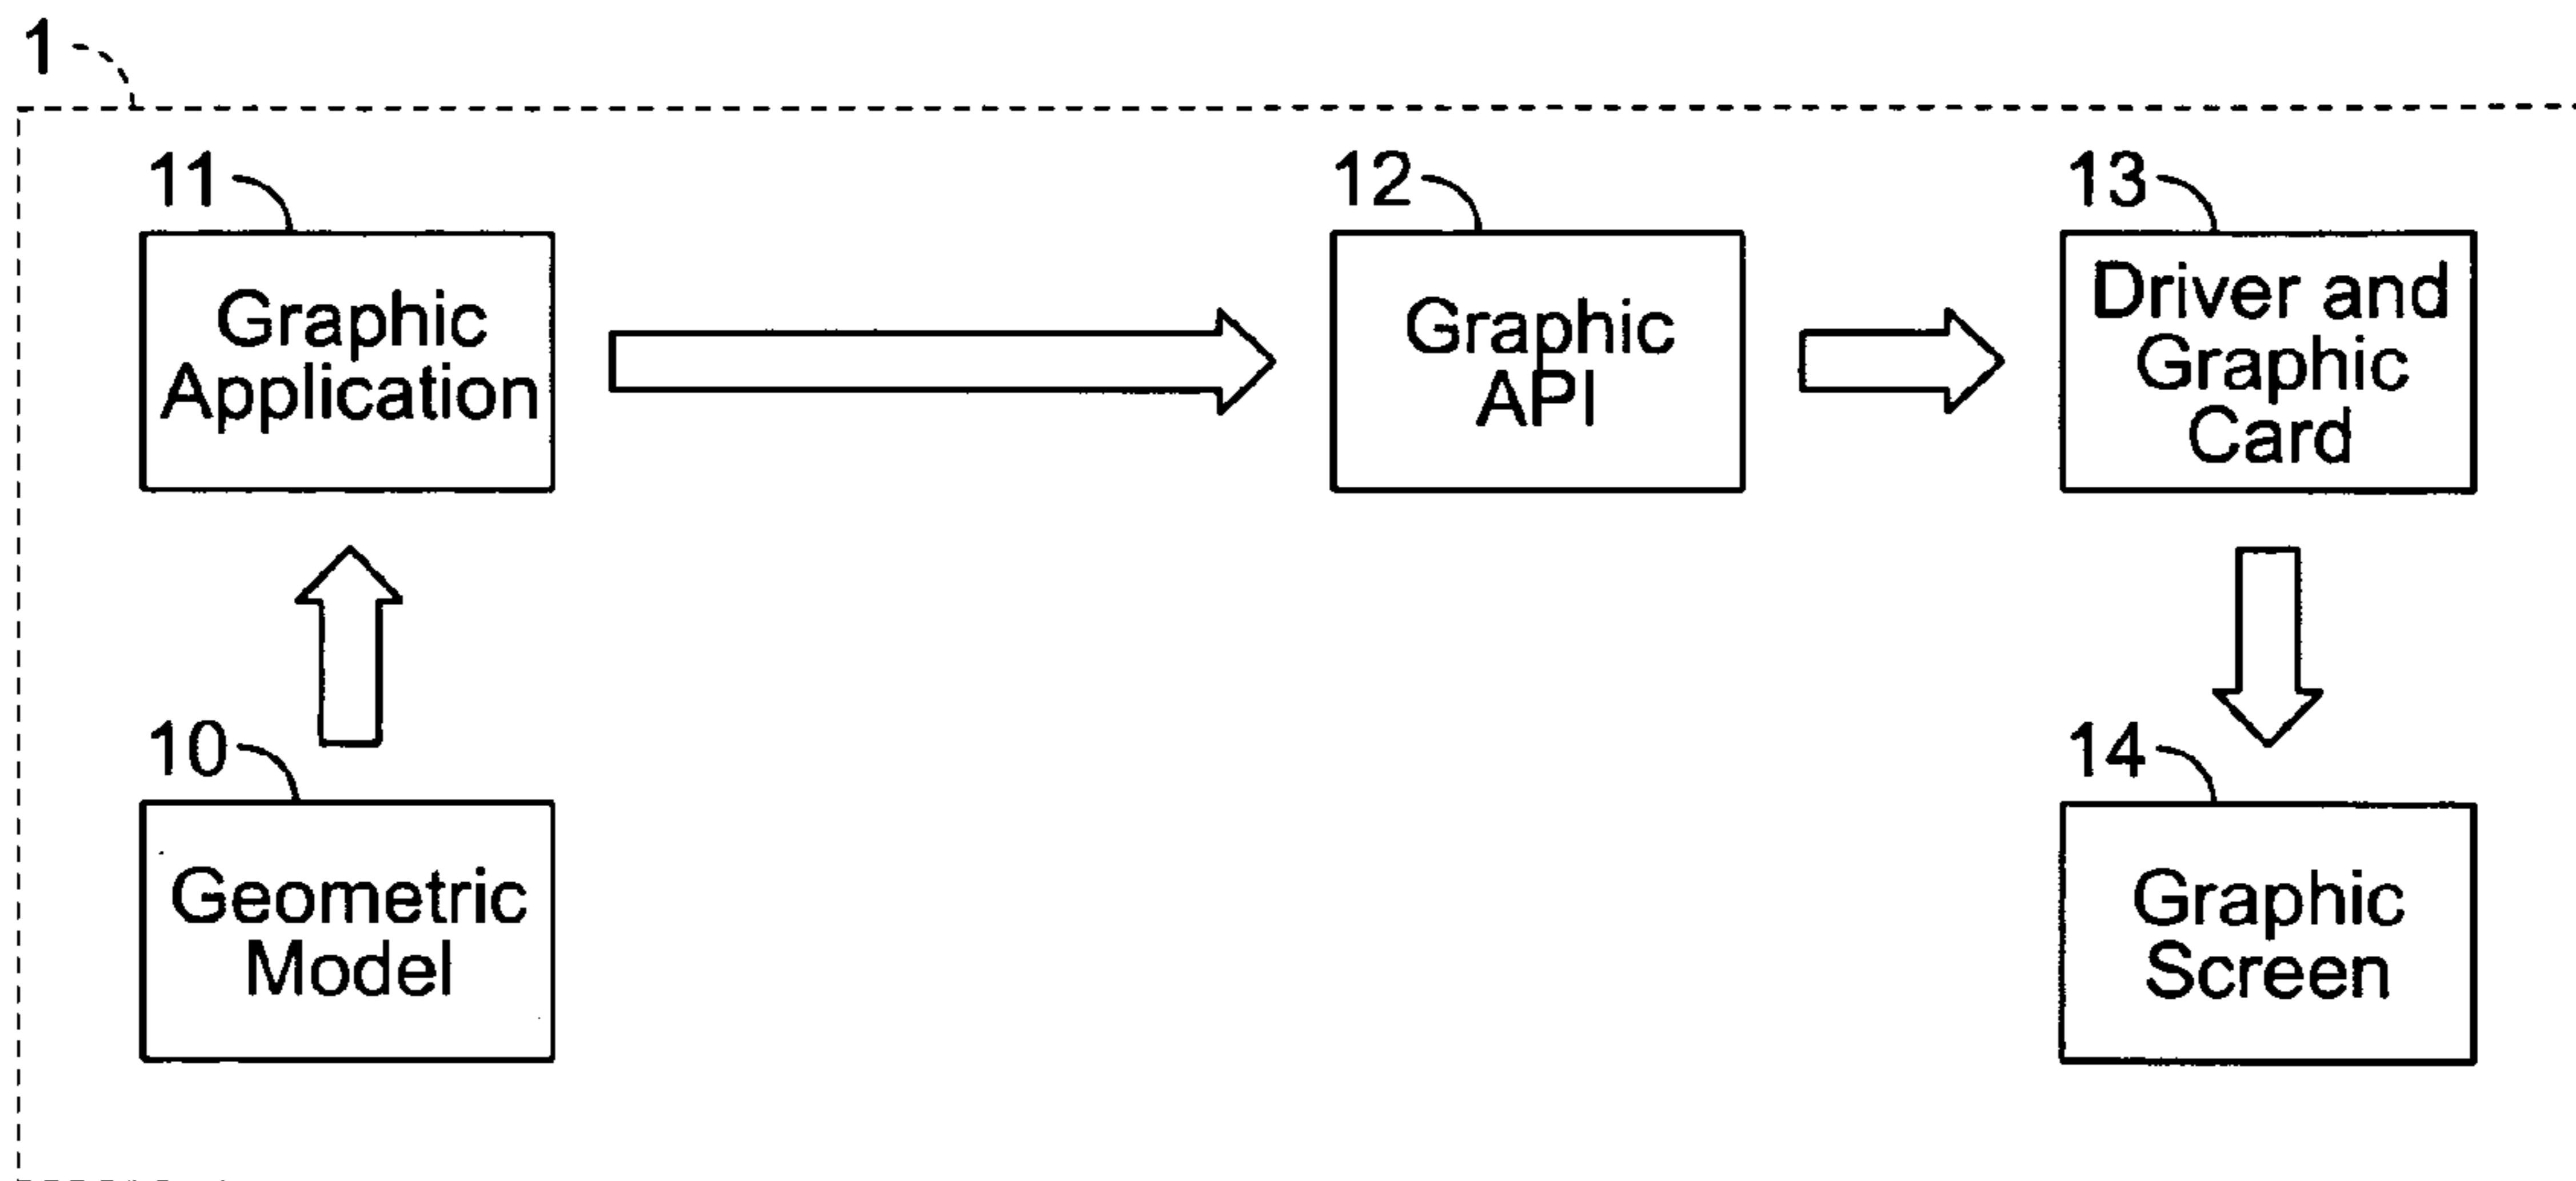 1
11
Graphic
Application
12
Graphic
API
13
Driver and
Graphic
Card
10
Geometric
Model
14
Graphic
Screen